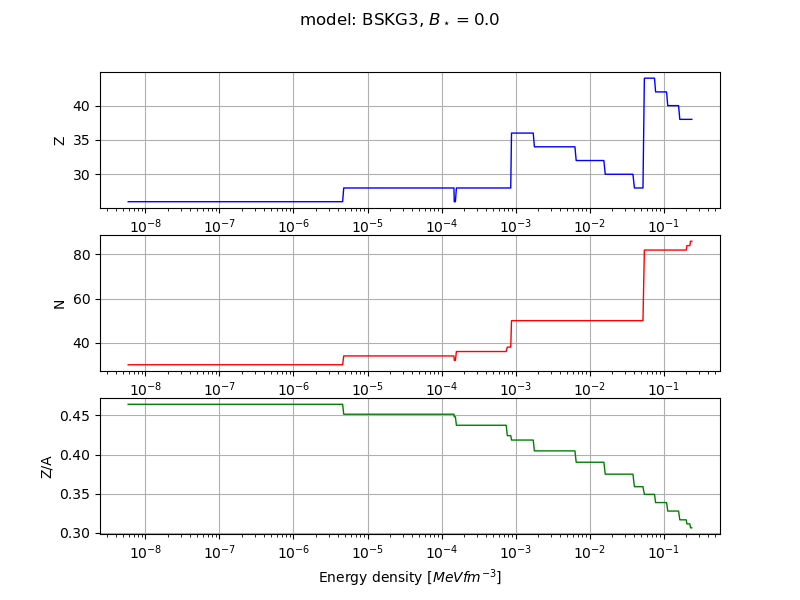 model: BSKG3, $B_\star = 0.0$
40
35
30
Z
10⁻⁸ 10⁻⁷ 10⁻⁶ 10⁻⁵ 10⁻⁴ 10⁻³ 10⁻² 10⁻¹
80
60
40
N
10⁻⁸ 10⁻⁷ 10⁻⁶ 10⁻⁵ 10⁻⁴ 10⁻³ 10⁻² 10⁻¹
0.45
0.40
0.35
0.30
Z/A
10⁻⁸ 10⁻⁷ 10⁻⁶ 10⁻⁵ 10⁻⁴ 10⁻³ 10⁻² 10⁻¹
Energy density [$MeVfm^{-3}$]